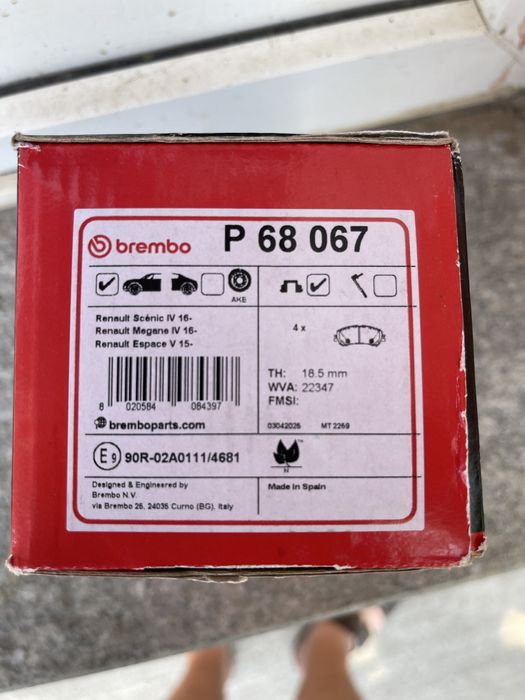 brembo P 68 067
AKE
Renault Scénic IV 16-
Renault Megane IV 16-
Renault Espace V 15-
4 x
TH: 18.5 mm
WVA: 22347
FMSI:
8 020584 084397
bremboparts.com
03042025 MT 2259
E9 90R-02A0111/4681
N
Designed & Engineered by
Brembo N.V.
via Brembo 25, 24035 Curno (BG), Italy
Made in Spain